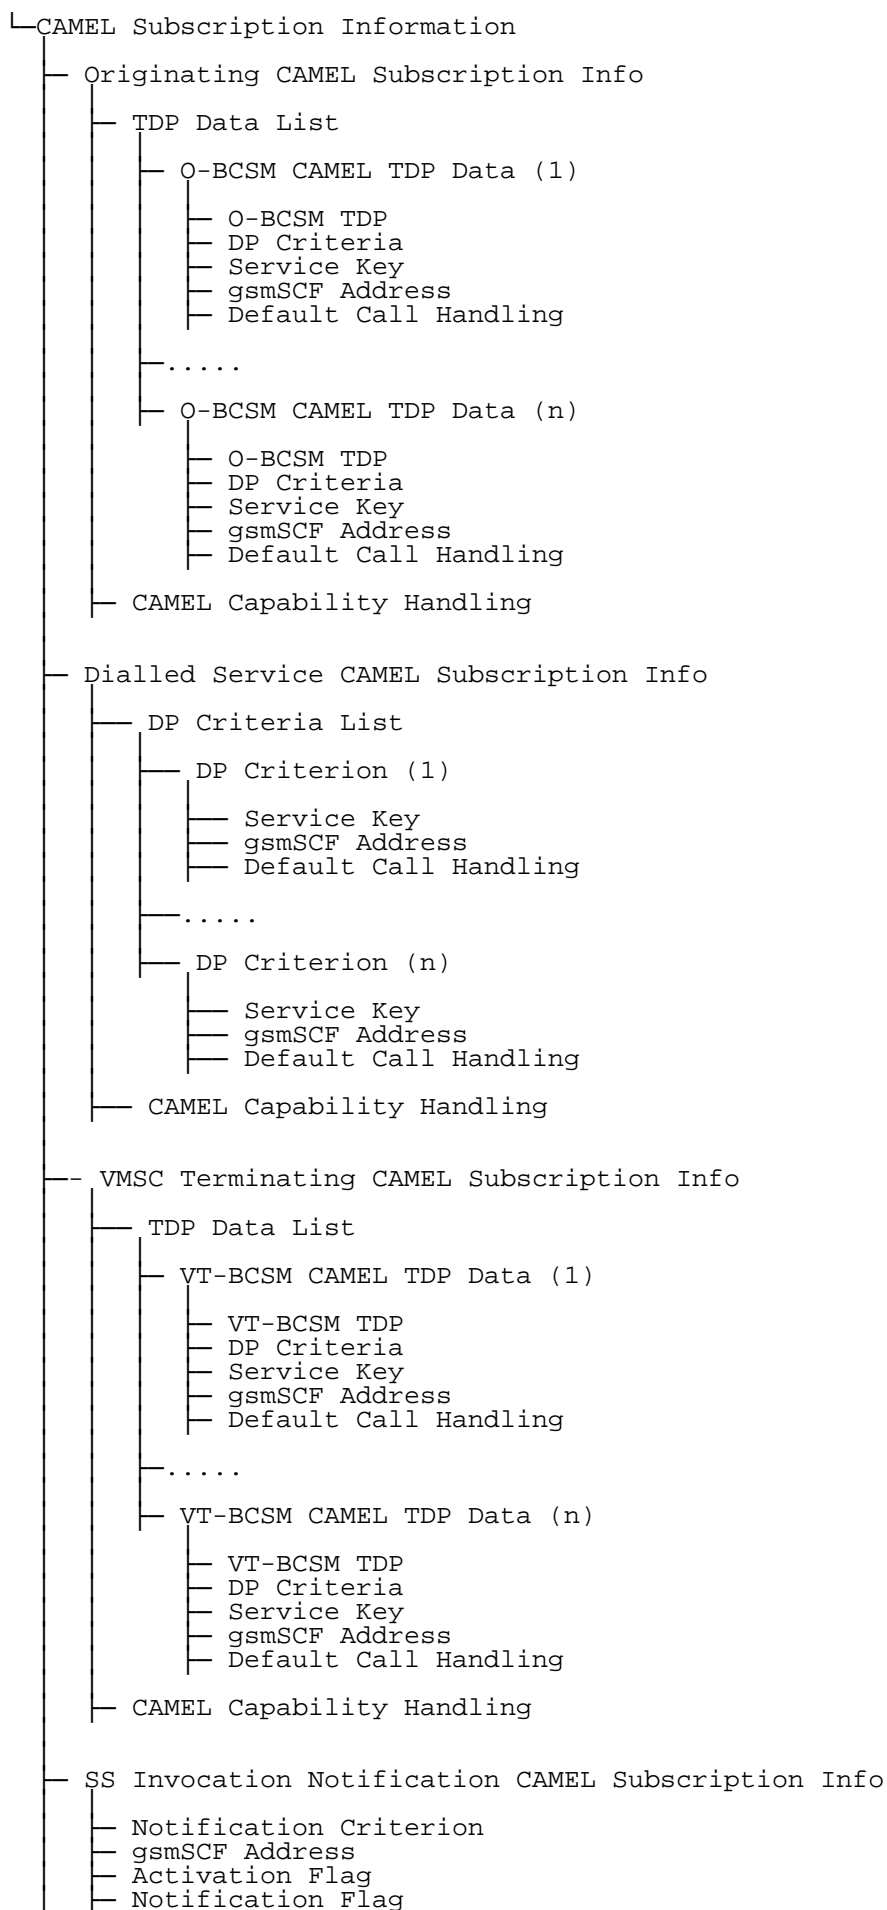 CAMEL Subscription Information
Originating CAMEL Subscription Info
TDP Data List
O-BCSM CAMEL TDP Data (1)
O-BCSM TDP
DP Criteria
Service Key
gsmSCF Address
Default Call Handling
.....
O-BCSM CAMEL TDP Data (n)
O-BCSM TDP
DP Criteria
Service Key
gsmSCF Address
Default Call Handling
CAMEL Capability Handling
Dialled Service CAMEL Subscription Info
DP Criteria List
DP Criterion (1)
Service Key
gsmSCF Address
Default Call Handling
.....
DP Criterion (n)
Service Key
gsmSCF Address
Default Call Handling
CAMEL Capability Handling
- VMSC Terminating CAMEL Subscription Info
TDP Data List
VT-BCSM CAMEL TDP Data (1)
VT-BCSM TDP
DP Criteria
Service Key
gsmSCF Address
Default Call Handling
.....
VT-BCSM CAMEL TDP Data (n)
VT-BCSM TDP
DP Criteria
Service Key
gsmSCF Address
Default Call Handling
CAMEL Capability Handling
SS Invocation Notification CAMEL Subscription Info
Notification Criterion
gsmSCF Address
Activation Flag
Notification Flag